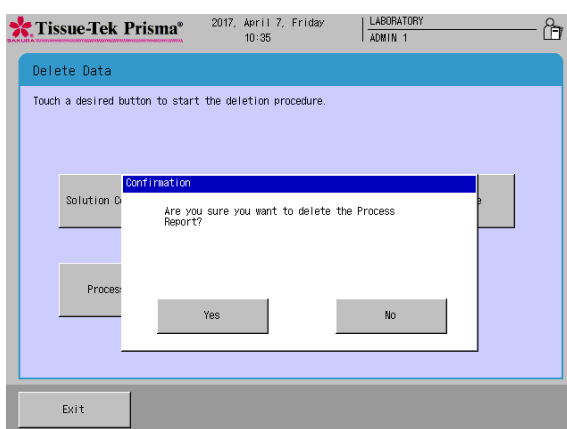 Tissue-Tek Prisma®
SAKURA
2017, April 7, Friday
10:35
LABORATORY
ADMIN 1
Delete Data
Touch a desired button to start the deletion procedure.
Solution C
Confirmation
Are you sure you want to delete the Process
Report?
Proces
Yes
No
Exit